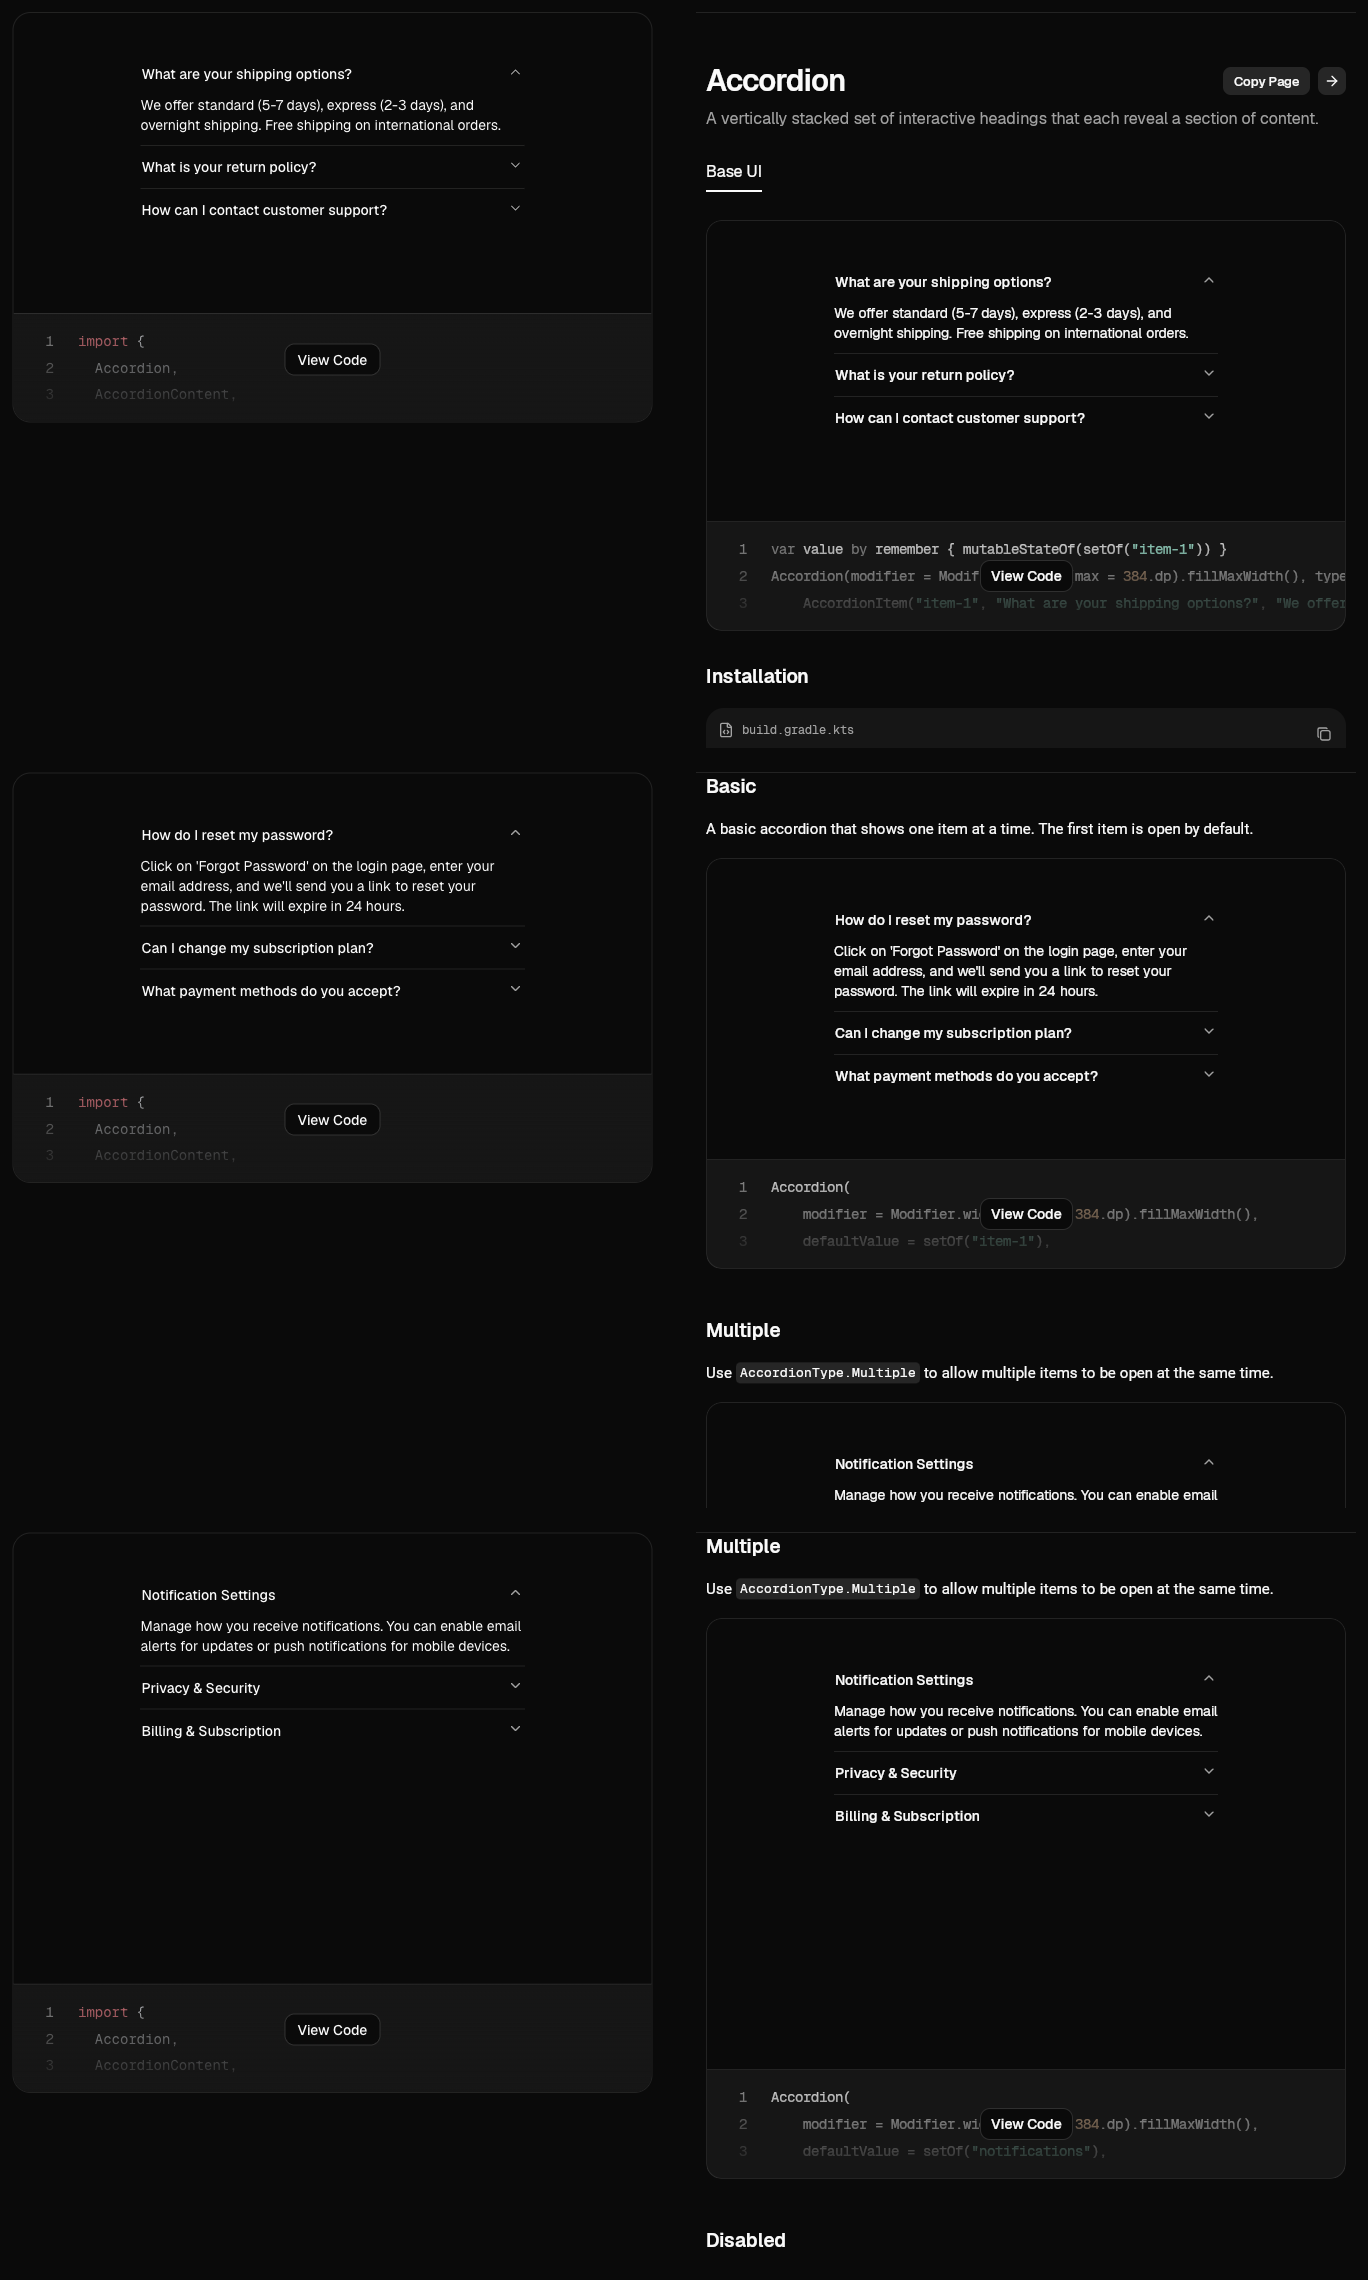 What are your shipping options?
We offer standard (5-7 days), express (2-3 days), and
overnight shipping. Free shipping on international orders.
What is your return policy?
How can I contact customer support?
1 import {
2 Accordion,
3 AccordionContent,
View Code
Accordion
Copy Page
A vertically stacked set of interactive headings that each reveal a section of content.
Base UI
What are your shipping options?
We offer standard (5-7 days), express (2-3 days), and
overnight shipping. Free shipping on international orders.
What is your return policy?
How can I contact customer support?
1 var value by remember { mutableStateOf(setOf("item-1")) }
2 Accordion(modifier = Modif View Code max = 384.dp).fillMaxWidth(), type
3 AccordionItem("item-1", "What are your shipping options?", "We offer
Installation
build.gradle.kts
How do I reset my password?
Click on 'Forgot Password' on the login page, enter your
email address, and we'll send you a link to reset your
password. The link will expire in 24 hours.
Can I change my subscription plan?
What payment methods do you accept?
1 import {
2 Accordion,
3 AccordionContent,
View Code
Basic
A basic accordion that shows one item at a time. The first item is open by default.
How do I reset my password?
Click on 'Forgot Password' on the login page, enter your
email address, and we'll send you a link to reset your
password. The link will expire in 24 hours.
Can I change my subscription plan?
What payment methods do you accept?
1 Accordion(
2 modifier = Modifier.wi View Code 384.dp).fillMaxWidth(),
3 defaultValue = setOf("item-1"),
Multiple
Use AccordionType.Multiple to allow multiple items to be open at the same time.
Notification Settings
Manage how you receive notifications. You can enable email
Notification Settings
Manage how you receive notifications. You can enable email
alerts for updates or push notifications for mobile devices.
Privacy & Security
Billing & Subscription
1 import {
2 Accordion,
3 AccordionContent,
View Code
Multiple
Use AccordionType.Multiple to allow multiple items to be open at the same time.
Notification Settings
Manage how you receive notifications. You can enable email
alerts for updates or push notifications for mobile devices.
Privacy & Security
Billing & Subscription
1 Accordion(
2 modifier = Modifier.wi View Code 384.dp).fillMaxWidth(),
3 defaultValue = setOf("notifications"),
Disabled